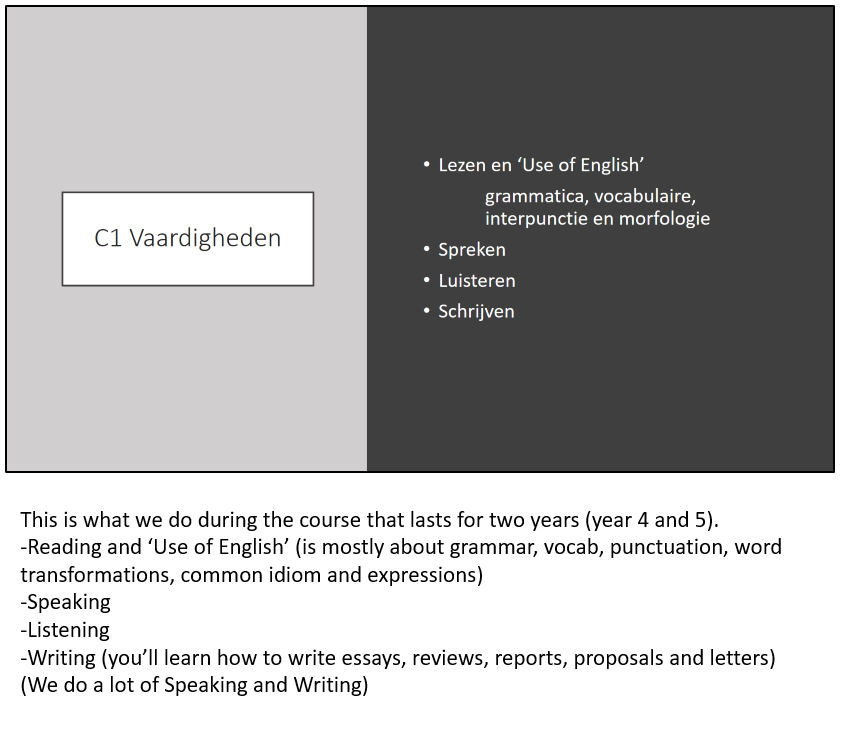 C1 Vaardigheden
• Lezen en ‘Use of English’
grammatica, vocabulaire,
interpunctie en morfologie
• Spreken
• Luisteren
• Schrijven
This is what we do during the course that lasts for two years (year 4 and 5).
-Reading and ‘Use of English’ (is mostly about grammar, vocab, punctuation, word
transformations, common idiom and expressions)
-Speaking
-Listening
-Writing (you’ll learn how to write essays, reviews, reports, proposals and letters)
(We do a lot of Speaking and Writing)